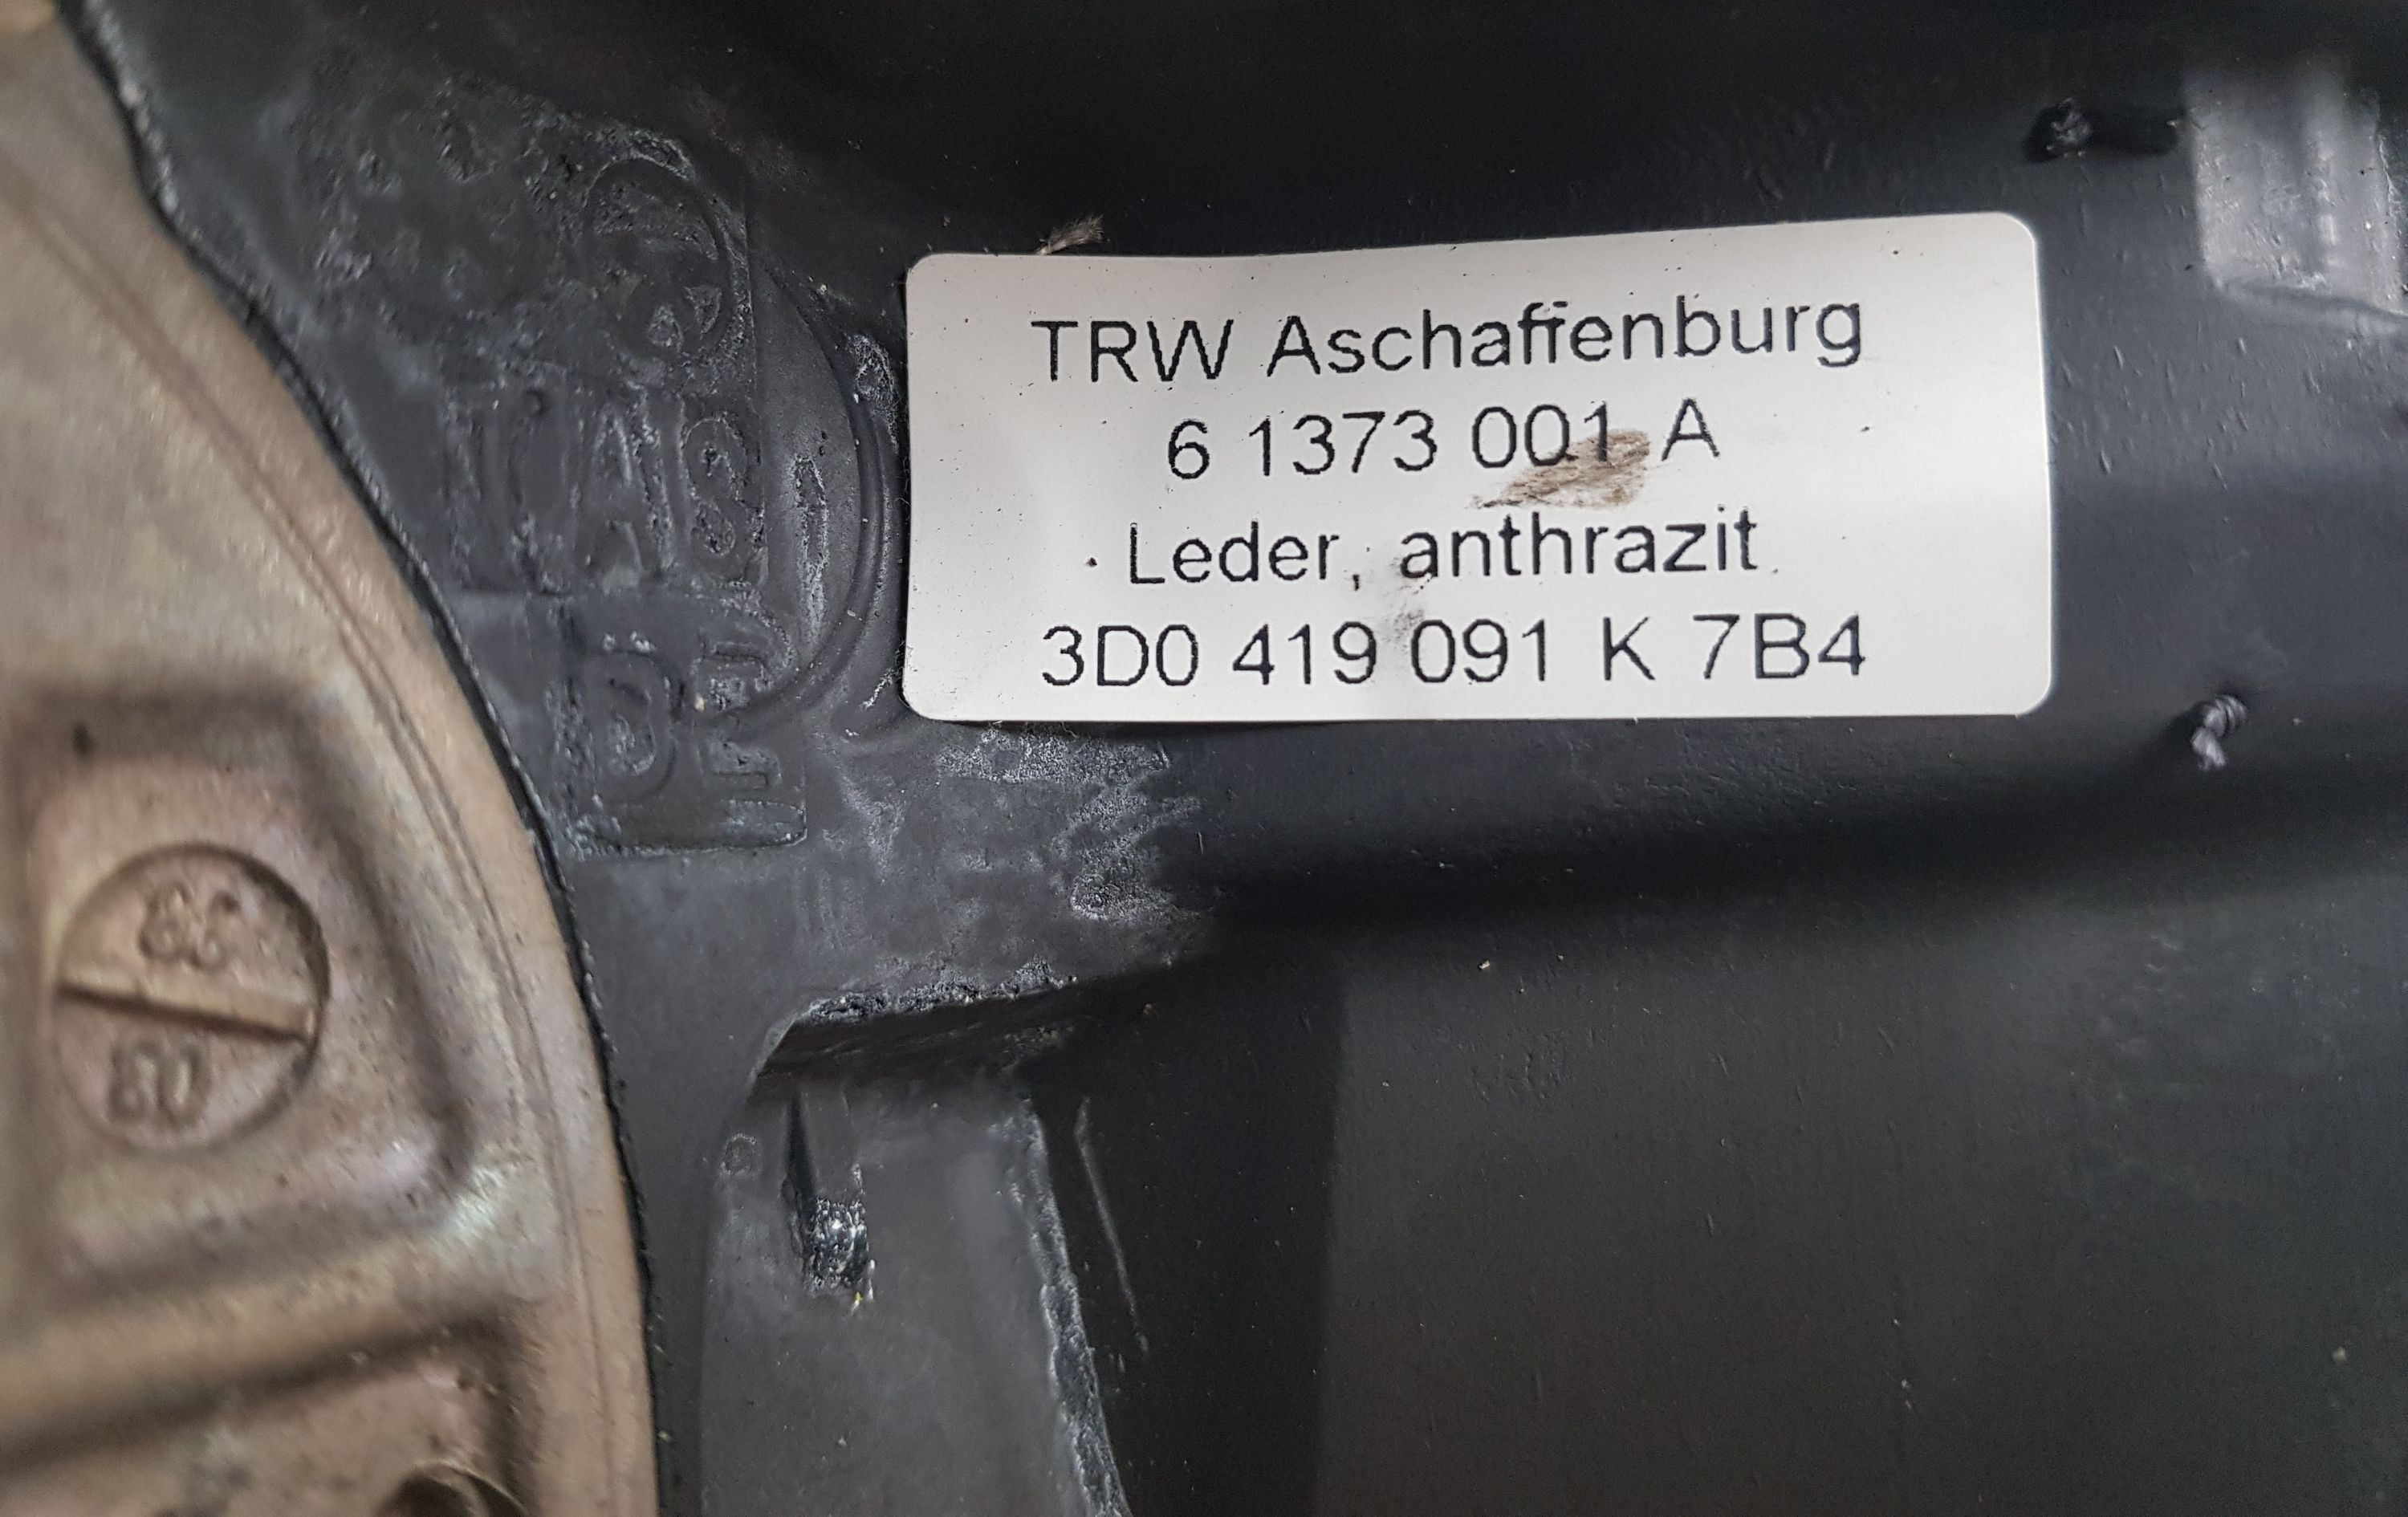 TRW Aschaffenburg
6 1373 001 A
Leder, anthrazit
3D0 419 091 K 7B4